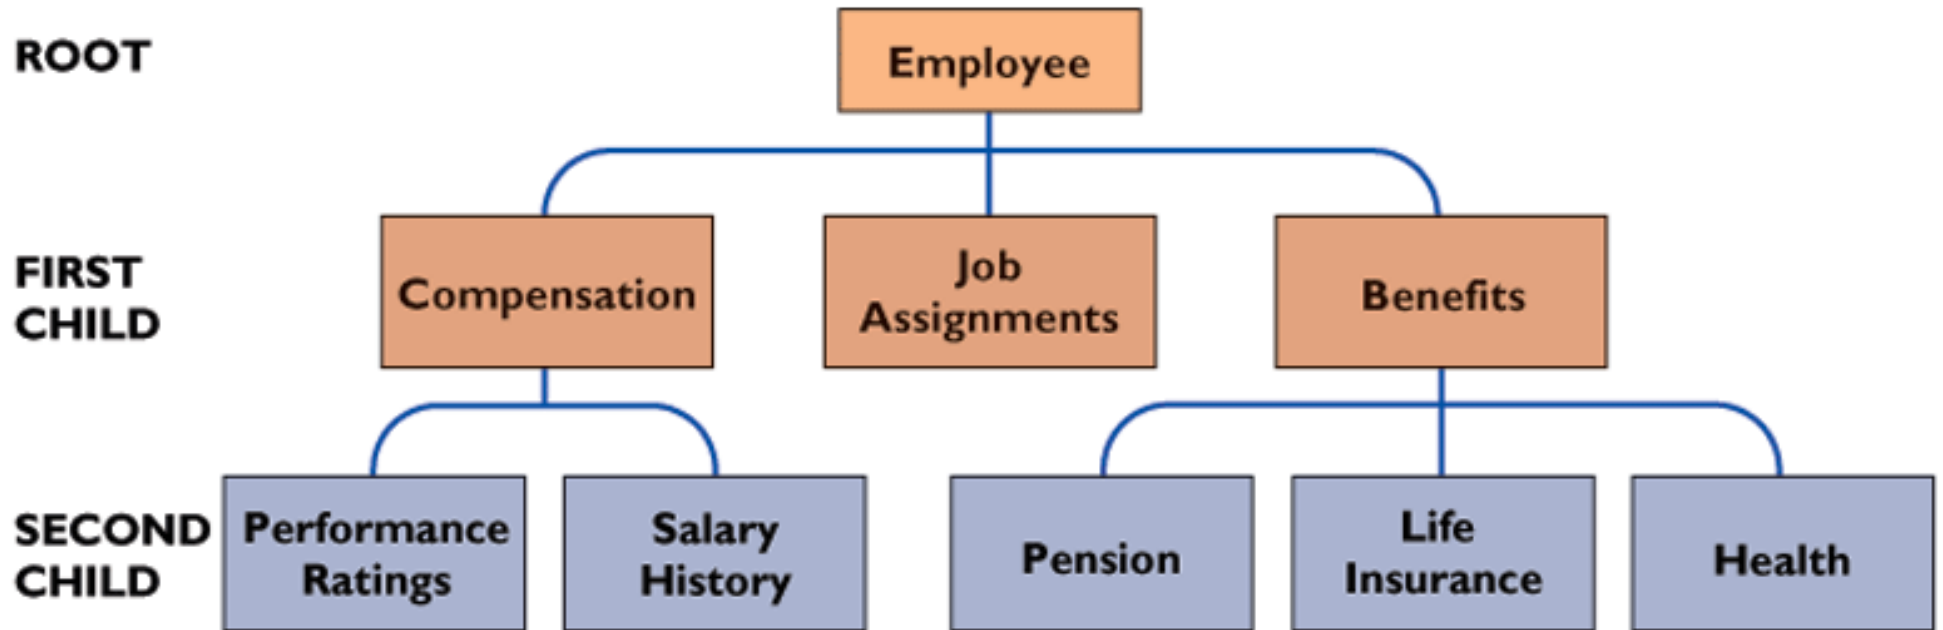 ROOT
Employee
FIRST
CHILD
Compensation
Job
Assignments
Benefits
SECOND
CHILD
Performance
Ratings
Salary
History
Pension
Life
Insurance
Health